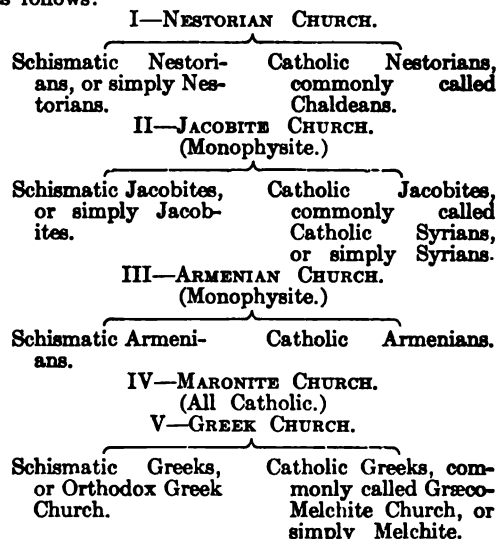 s follows:
I—NESTORIAN CHURCH.
Schismatic Nestori-
ans, or simply Nes-
torians.
Catholic Nestorians,
commonly called
Chaldeans.
II—JACOBITE CHURCH.
(Monophysite.)
Schismatic Jacobites,
or simply Jacob-
ites.
Catholic Jacobites,
commonly called
Catholic Syrians,
or simply Syrians.
III—ARMENIAN CHURCH.
(Monophysite.)
Schismatic Armeni-
ans.
Catholic Armenians.
IV—MARONITE CHURCH.
(All Catholic.)
V—GREEK CHURCH.
Schismatic Greeks,
or Orthodox Greek
Church.
Catholic Greeks, com-
monly called Græco-
Melchite Church, or
simply Melchite.